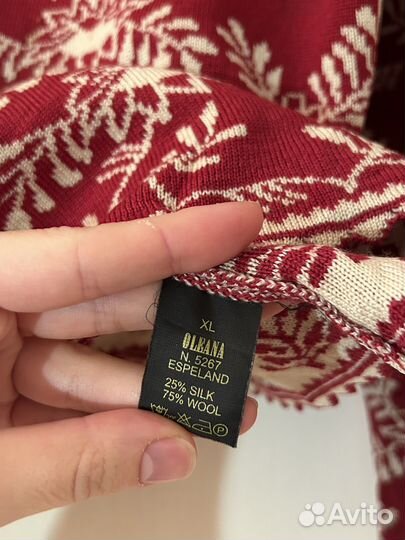 XL
OLEANA
N. 5267
ESPELAND
25% SILK
75% WOOL
P
Avito